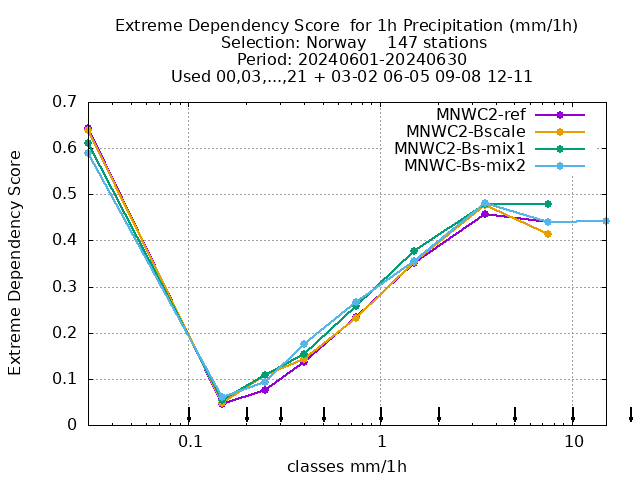 Extreme Dependency Score  for 1h Precipitation (mm/1h)
Selection: Norway    147 stations
Period: 20240601-20240630
Used 00,03,...,21 + 03-02 06-05 09-08 12-11
MNWC2-ref
MNWC2-Bscale
MNWC2-Bs-mix1
MNWC-Bs-mix2
Extreme Dependency Score
0.7
0.6
0.5
0.4
0.3
0.2
0.1
0
0.1 1 10
classes mm/1h